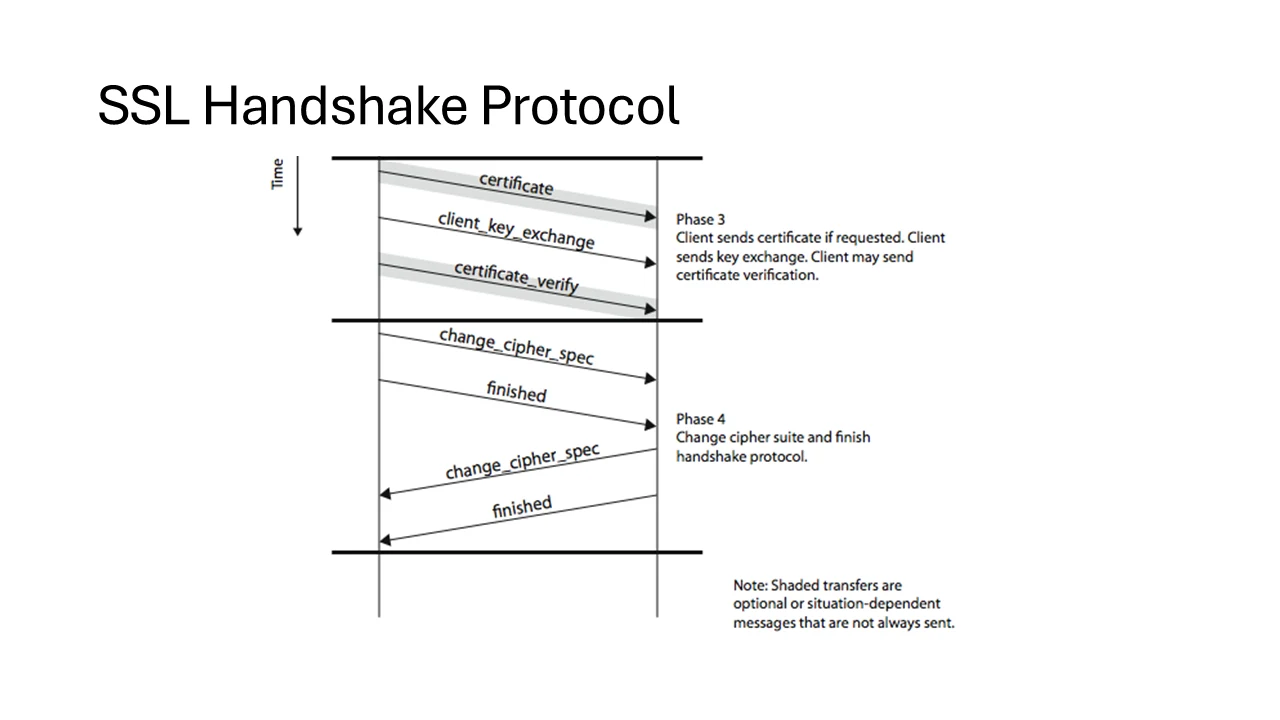 SSL Handshake Protocol
Time
certificate
client_key_exchange
certificate_verify
Phase 3
Client sends certificate if requested. Client
sends key exchange. Client may send
certificate verification.
change_cipher_spec
finished
change_cipher_spec
finished
Phase 4
Change cipher suite and finish
handshake protocol.
Note: Shaded transfers are
optional or situation-dependent
messages that are not always sent.